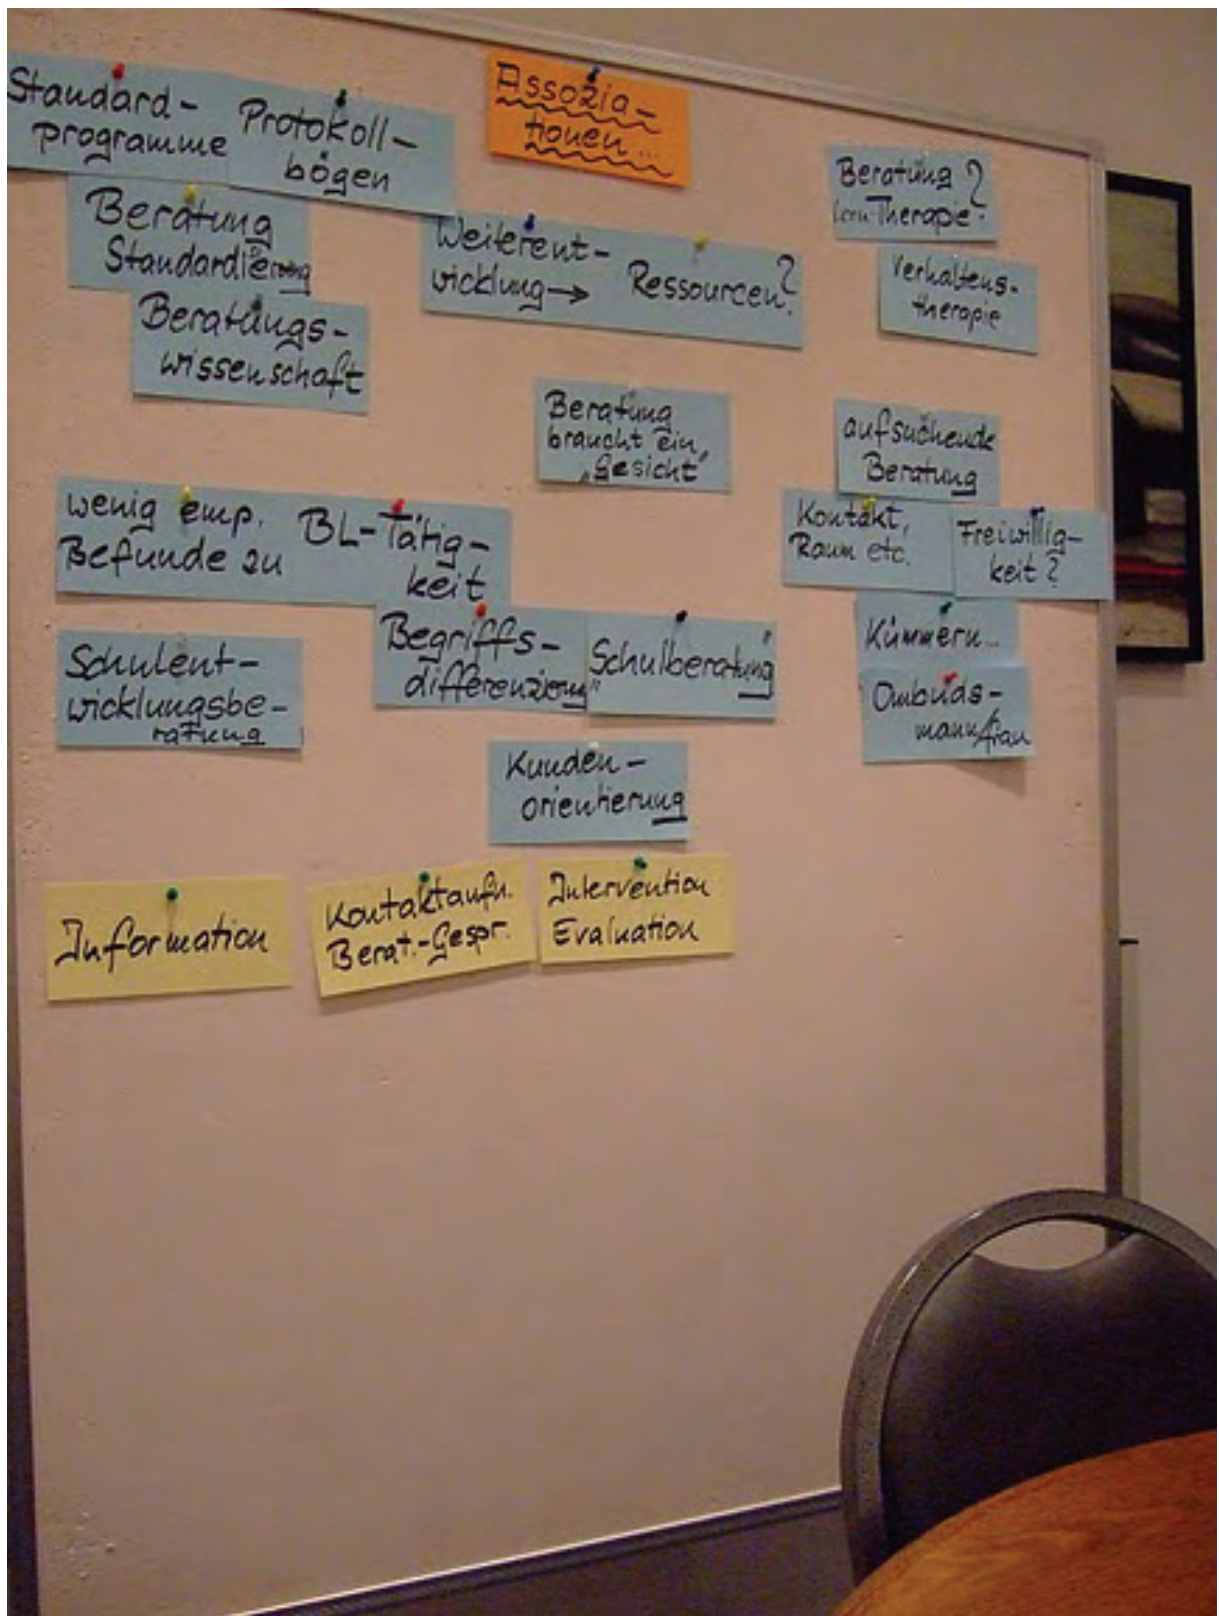 Assozia-
tionen...
Standard-
programme
Protokoll-
bögen
Beratung
Standardisierung
Beratungs-
wissenschaft
Weiterent-
wicklung →
Ressourcen?
Beratung?
Therapie?
Verhaltens-
therapie
Beratung
braucht ein
"Gesicht"
aufsuchende
Beratung
Kontakt,
Raum etc.
Freiwillig-
keit?
Kümmern...
Ombuds-
mann/frau
wenig emp.
Befunde zu
BL-Tätig-
keit
Begriffs-
differenzierung
"Schulberatung"
Schulent-
wicklungsbe-
ratung
Kunden-
orientierung
Information
Kontaktaufn.
Berat.-Gespr.
Intervention
Evaluation